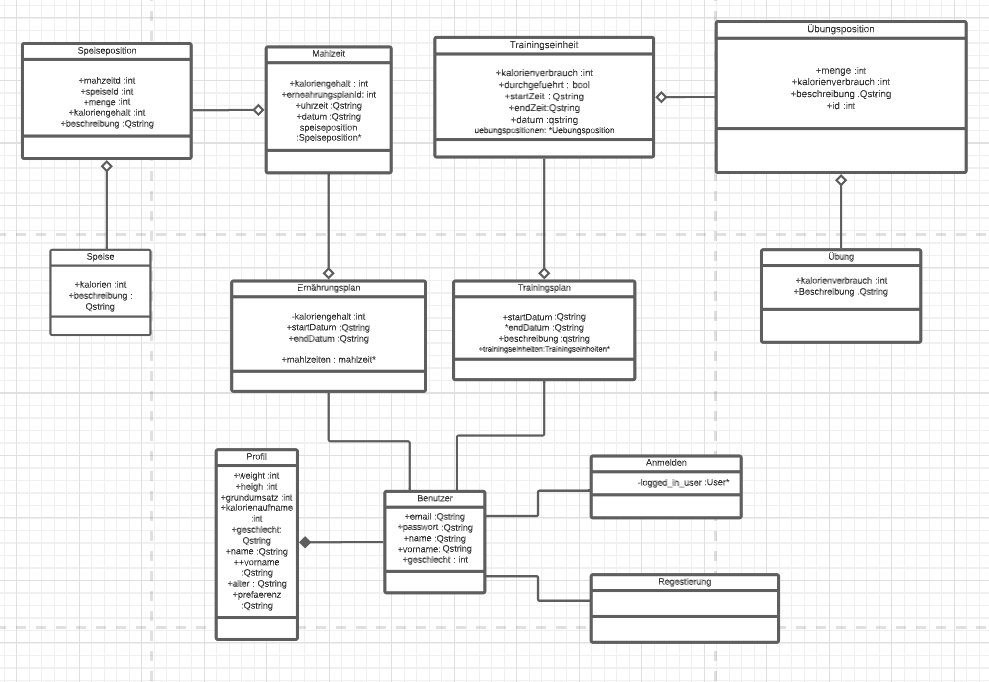 Speiseposition
+mahzeitd :int
+speiseId :int
+menge :int
+kaloriengehalt :int
+beschreibung :Qstring
Mahlzeit
+kaloriengehalt : int
+ernoehrungsplanId: int
+uhrzeit :Qstring
+datum :Qstring
speiseposition
:Speiseposition*
Trainingseinheit
+kalorienverbrauch :int
+durchgefuehrt : bool
+startZeit : Qstring
+endZeit:Qstring
+datum :qstring
uebungspositionen: *Uebungsposition
Übungsposition
+menge :int
+kalorienverbrauch :int
+beschreibung .Qstring
+id :int
Speise
+kalorien :int
+beschreibung :
Qstring
Ernährungsplan
-kaloriengehalt :int
+startDatum :Qstring
+endDatum :Qstring
+mahlzeiten : mahlzeit*
Trainingsplan
+startDatum :Qstring
*endDatum :Qstring
+beschreibung :qstring
+trainingseinheiten:Trainingseinheiten*
Übung
+kalorienverbrauch :int
+Beschreibung .Qstring
Profil
+weight :int
+heigh :int
+grundumsatz :int
+kalorienaufname
:int
+geschlecht:
Qstring
+name :Qstring
++vorname
:Qstring
+alter : Qstring
+prefaerenz
:Qstring
Benutzer
+email :Qstring
+passwort :Qstring
+name :Qstring
+vorname: Qstring
+geschlecht : int
Anmelden
-logged_in_user :User*
Regestierung